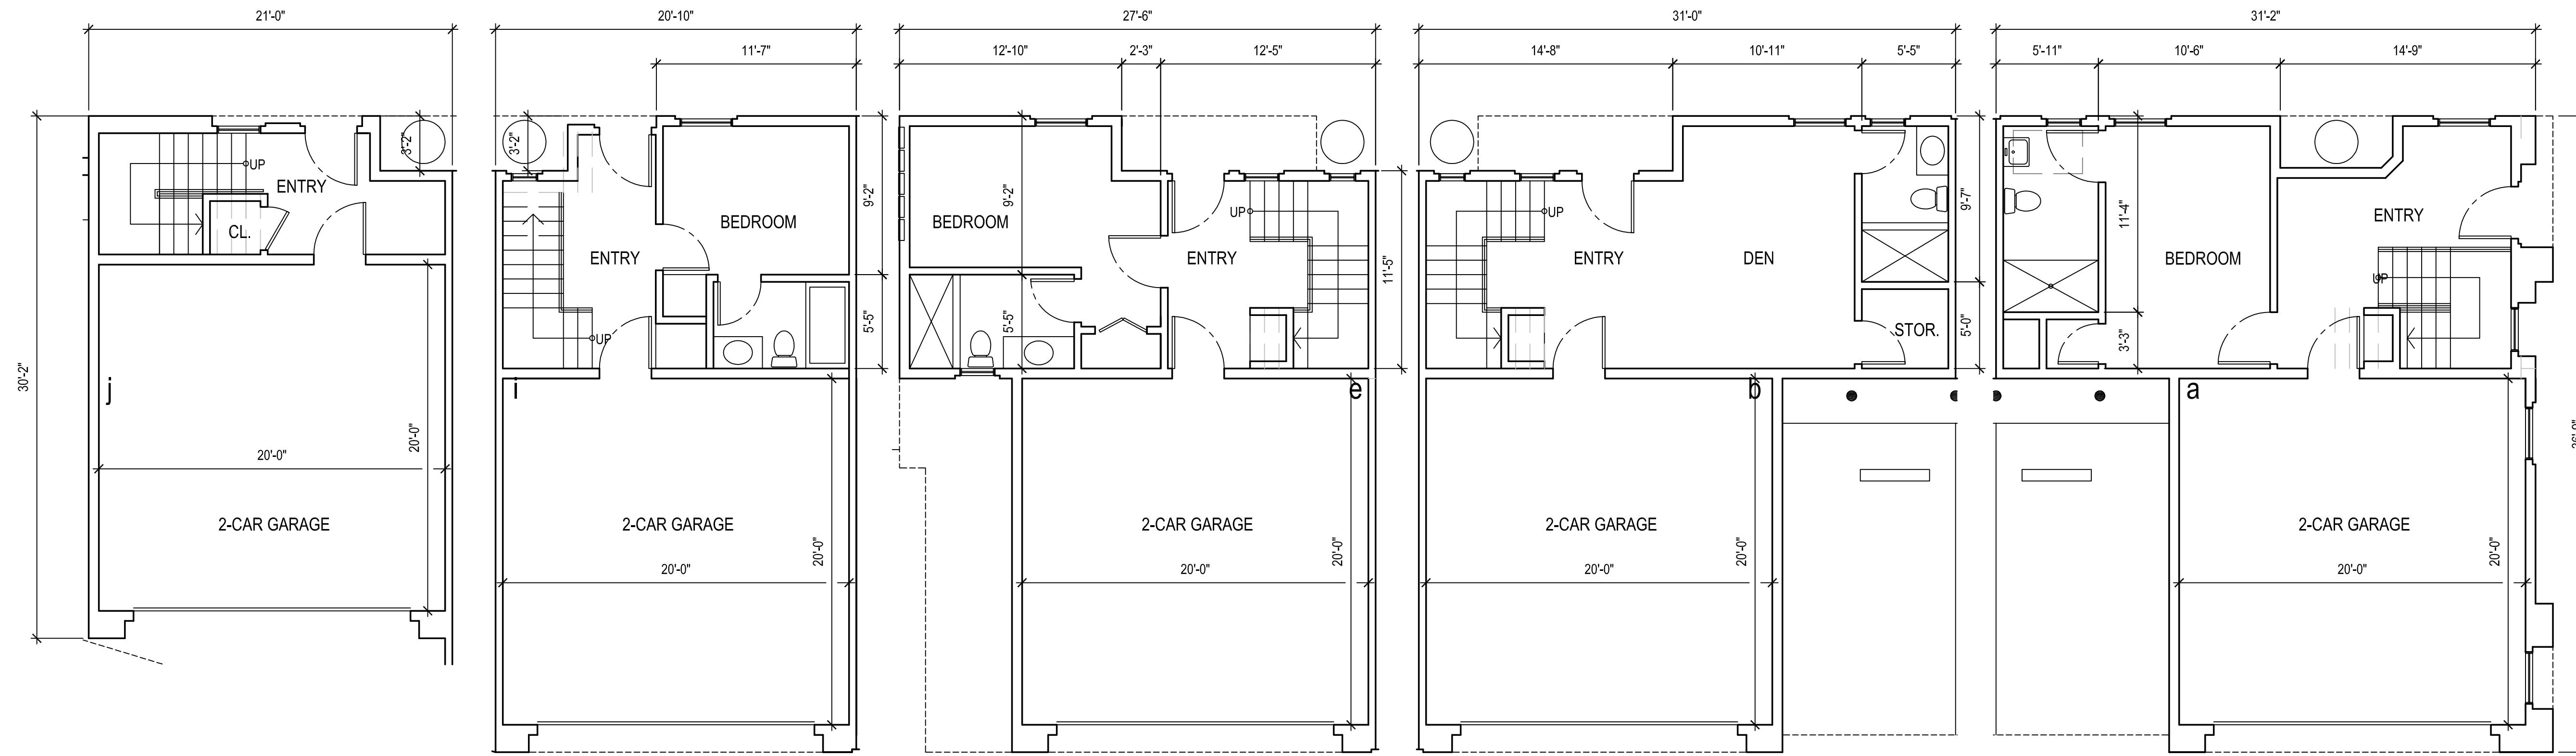 21'-0"
20'-10"
27'-6"
31'-0"
31'-2"
11'-7"
12'-10"
2'-3"
12'-5"
14'-8"
10'-11"
5'-5"
5'-11"
10'-6"
14'-9"
30'-2"
3'-2"
UP
ENTRY
CL.
j
20'-0"
20'-0"
2-CAR GARAGE
3'-2"
BEDROOM
9'-2"
ENTRY
5'-5"
UP
i
2-CAR GARAGE
20'-0"
20'-0"
9'-2"
BEDROOM
UP
ENTRY
11'-5"
5'-5"
e
2-CAR GARAGE
20'-0"
20'-0"
UP
ENTRY
DEN
9'-7"
STOR.
5'-0"
b
2-CAR GARAGE
20'-0"
20'-0"
11'-4"
ENTRY
BEDROOM
UP
3'-3"
a
2-CAR GARAGE
20'-0"
20'-0"